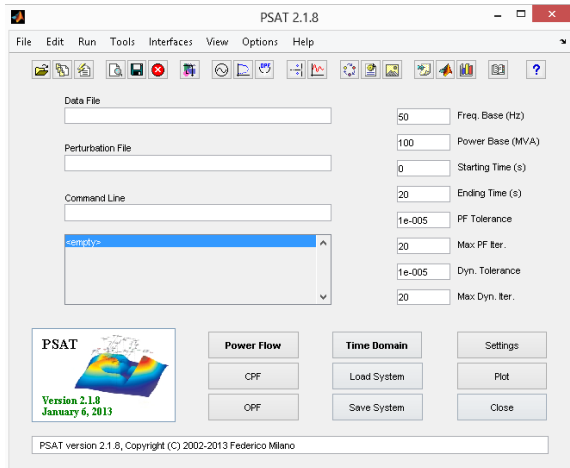 PSAT 2.1.8
File Edit Run Tools Interfaces View Options Help
OPF
?
Data File
50 Freq. Base (Hz)
100 Power Base (MVA)
Perturbation File
0 Starting Time (s)
20 Ending Time (s)
Command Line
1e-005 PF Tolerance
<empty>
20 Max PF Iter.
1e-005 Dyn. Tolerance
20 Max Dyn. Iter.
PSAT
Version 2.1.8
January 6, 2013
Power Flow Time Domain Settings
CPF Load System Plot
OPF Save System Close
PSAT version 2.1.8, Copyright (C) 2002-2013 Federico Milano